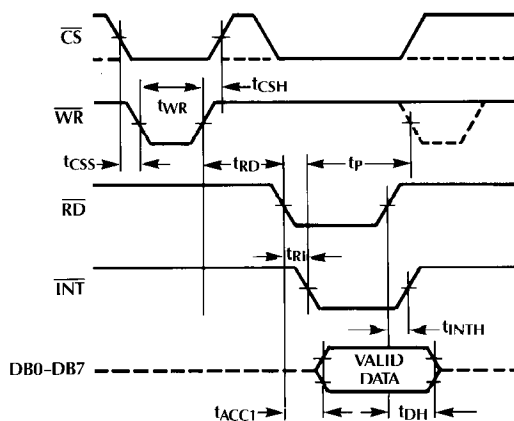 CS
tCSH
tWR
WR
tCSS
tRD
tP
RD
tRI
INT
tINTH
DB0–DB7
VALID
DATA
tACC1
tDH